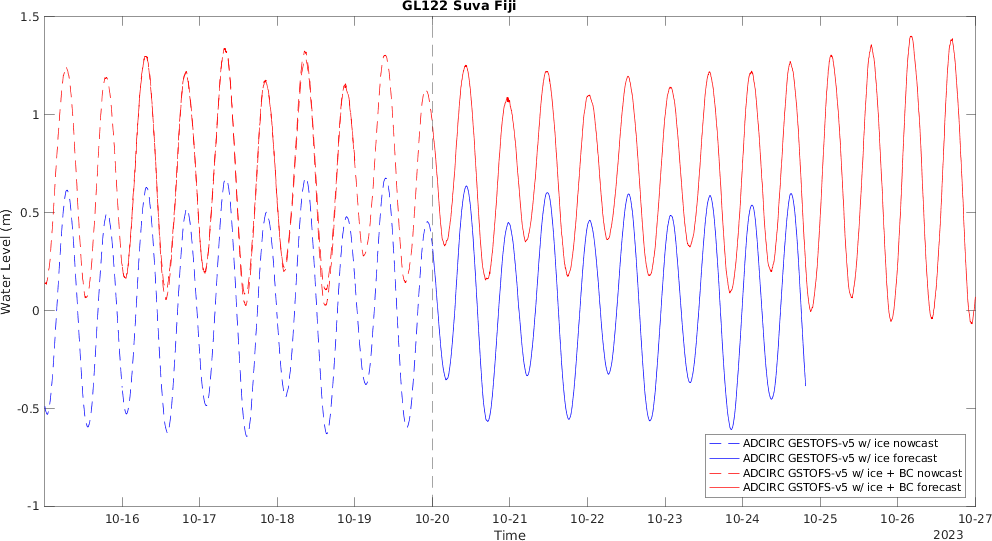 GL122 Suva Fiji
1.5
1
0.5
0
-0.5
-1
Water Level (m)
10-16 10-17 10-18 10-19 10-20 10-21 10-22 10-23 10-24 10-25 10-26 10-27
Time
2023
ADCIRC GESTOFS-v5 w/ ice nowcast
ADCIRC GESTOFS-v5 w/ ice forecast
ADCIRC GSTOFS-v5 w/ ice + BC nowcast
ADCIRC GSTOFS-v5 w/ ice + BC forecast